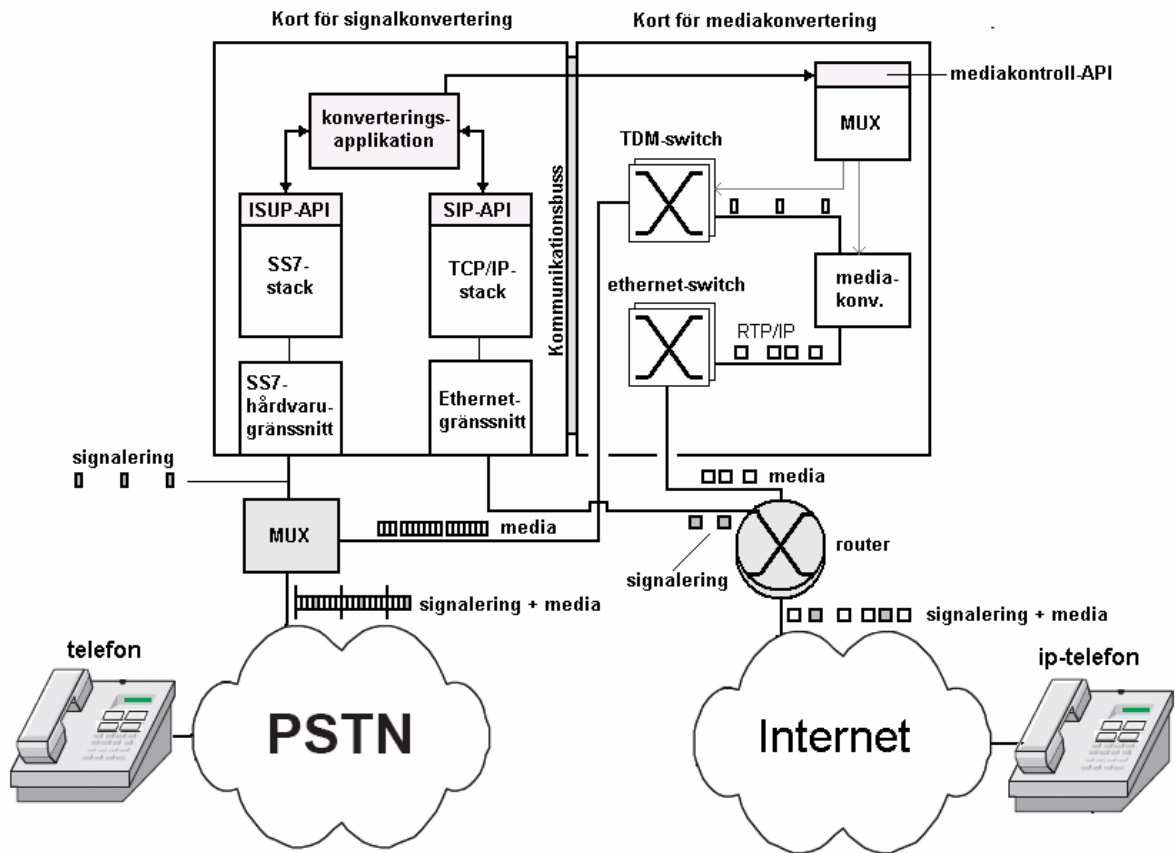 Kort för signalkonvertering
Kort för mediakonvertering
mediakontroll-API
MUX
konverterings-
applikation
TDM-switch
ISUP-API
SIP-API
SS7-
stack
TCP/IP-
stack
Kommunikationsbuss
ethernet-switch
media-
konv.
RTP/IP
SS7-
hårdvaru-
gränssnitt
Ethernet-
gränssnitt
signalering
media
MUX
media
signalering
router
signalering + media
signalering + media
telefon
ip-telefon
PSTN
Internet